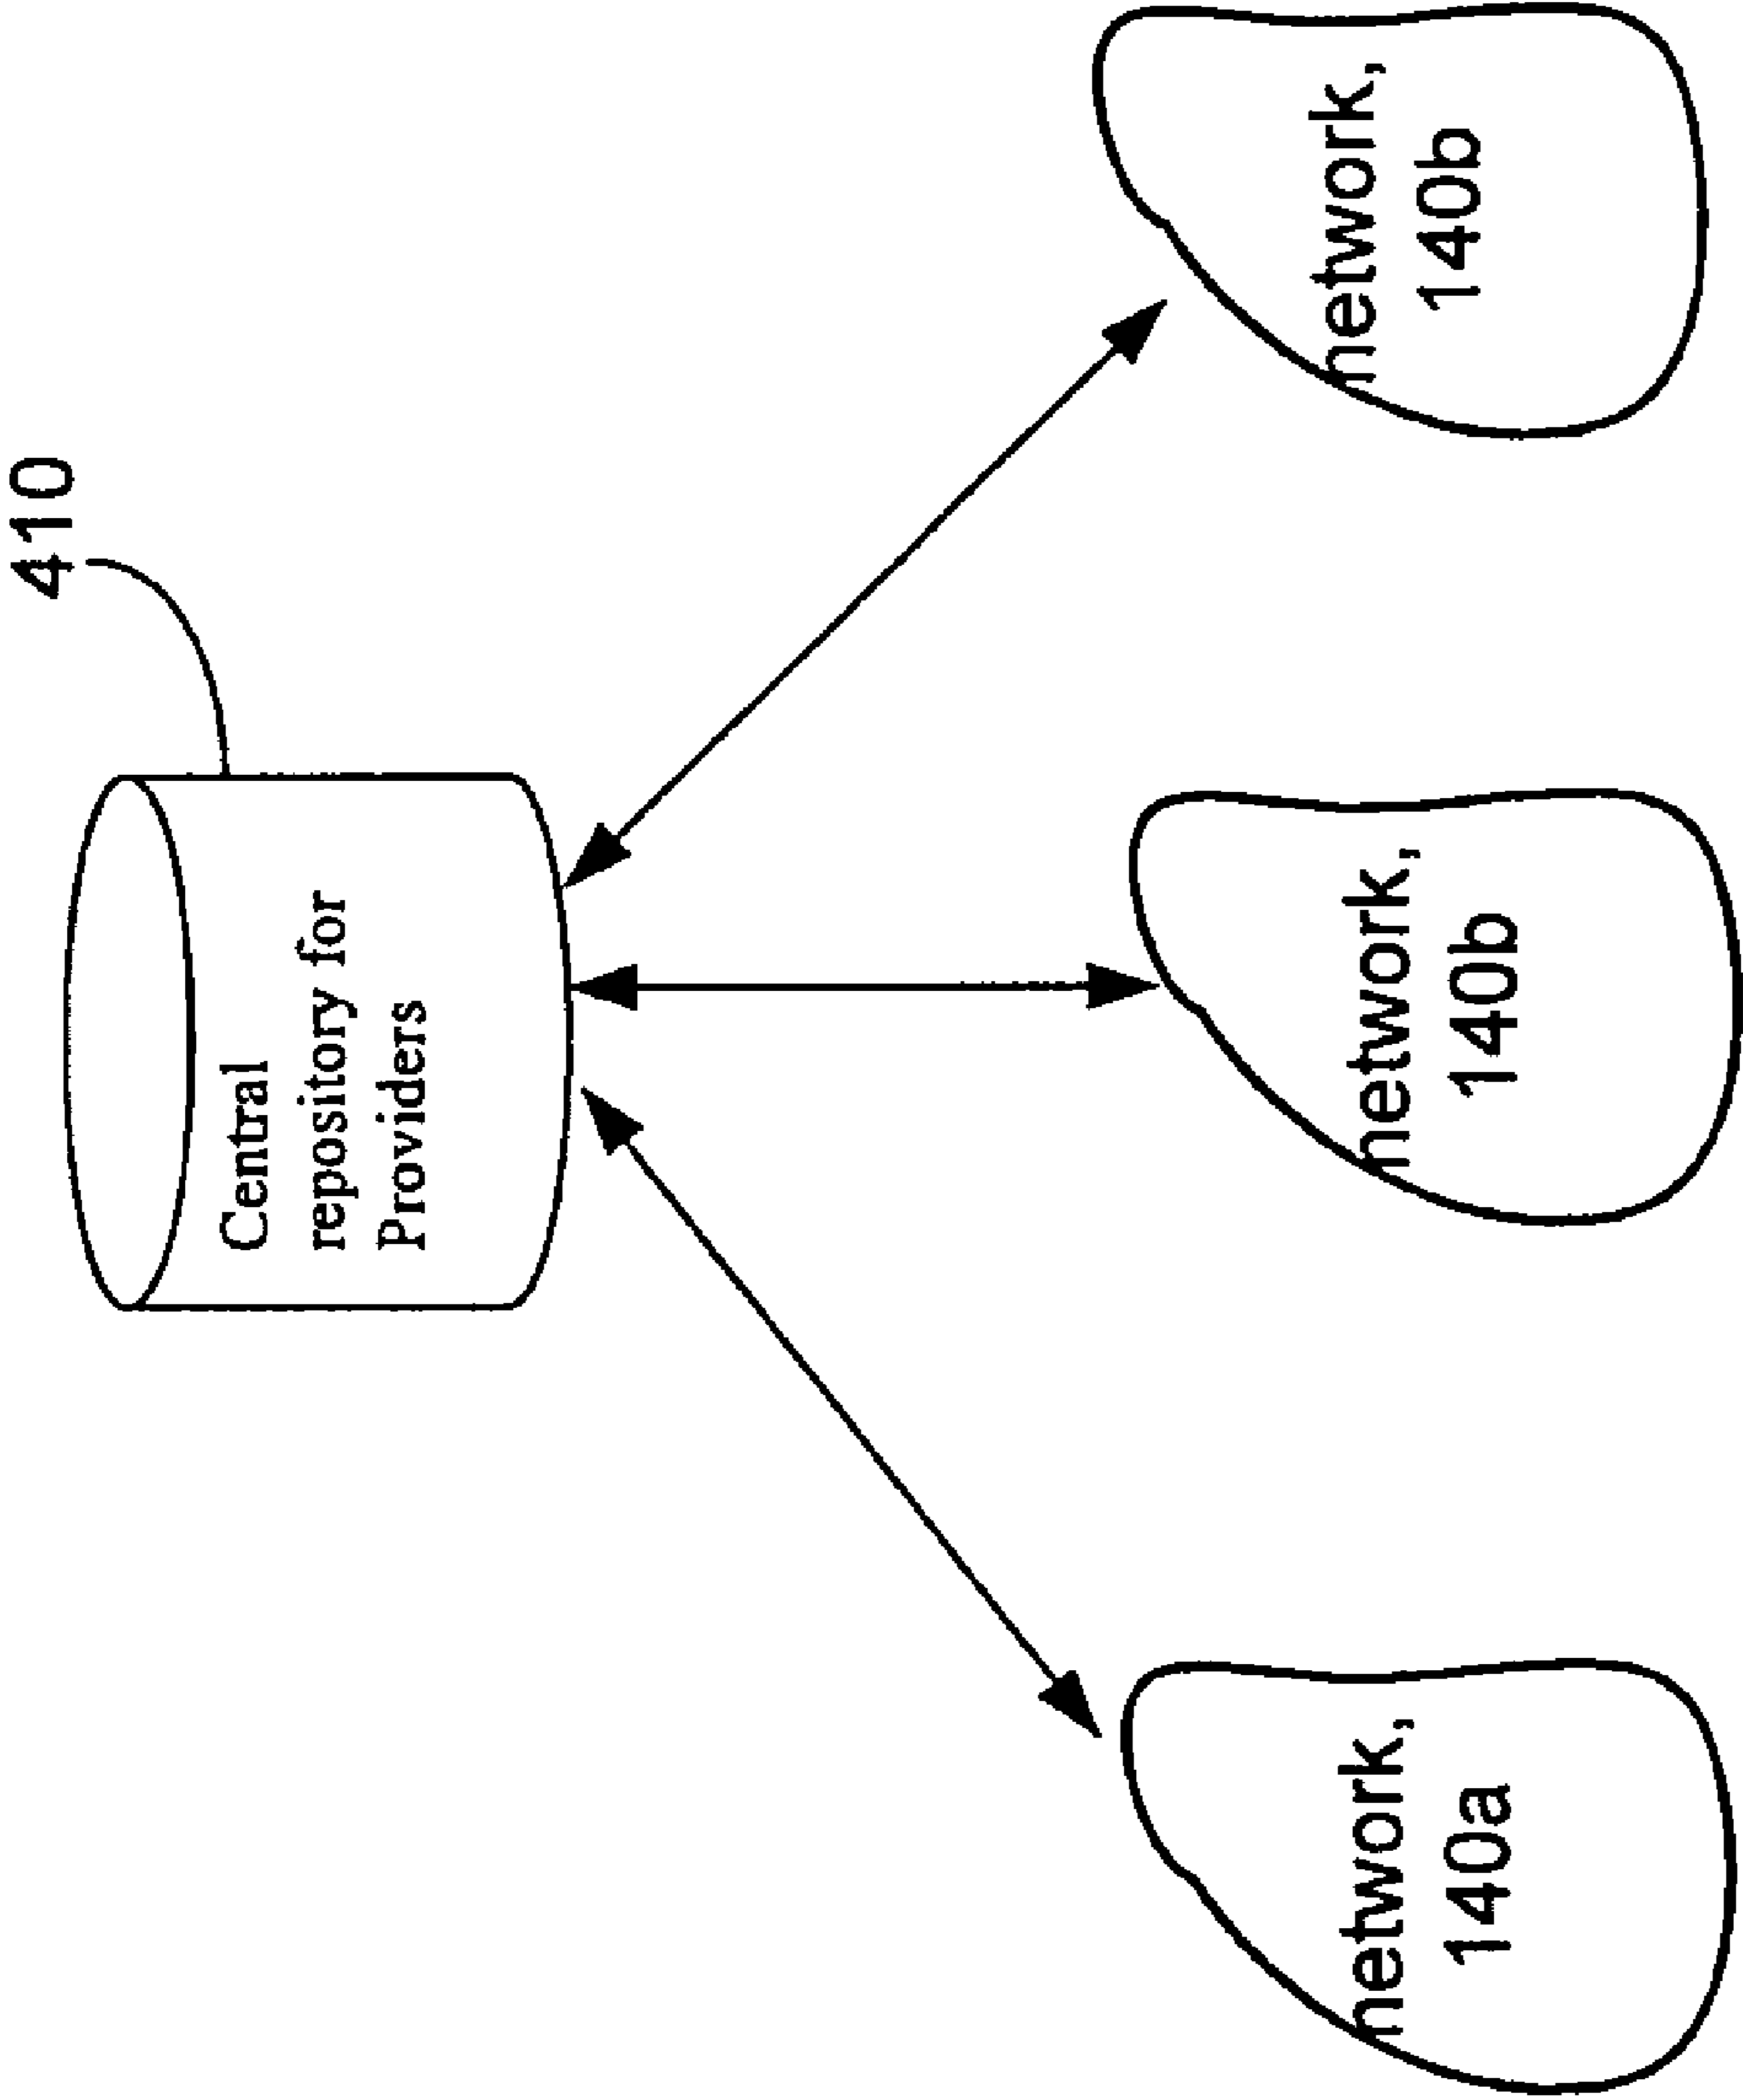 410
Central
repository for
Providers
network,
140a
network,
140b
network,
140b